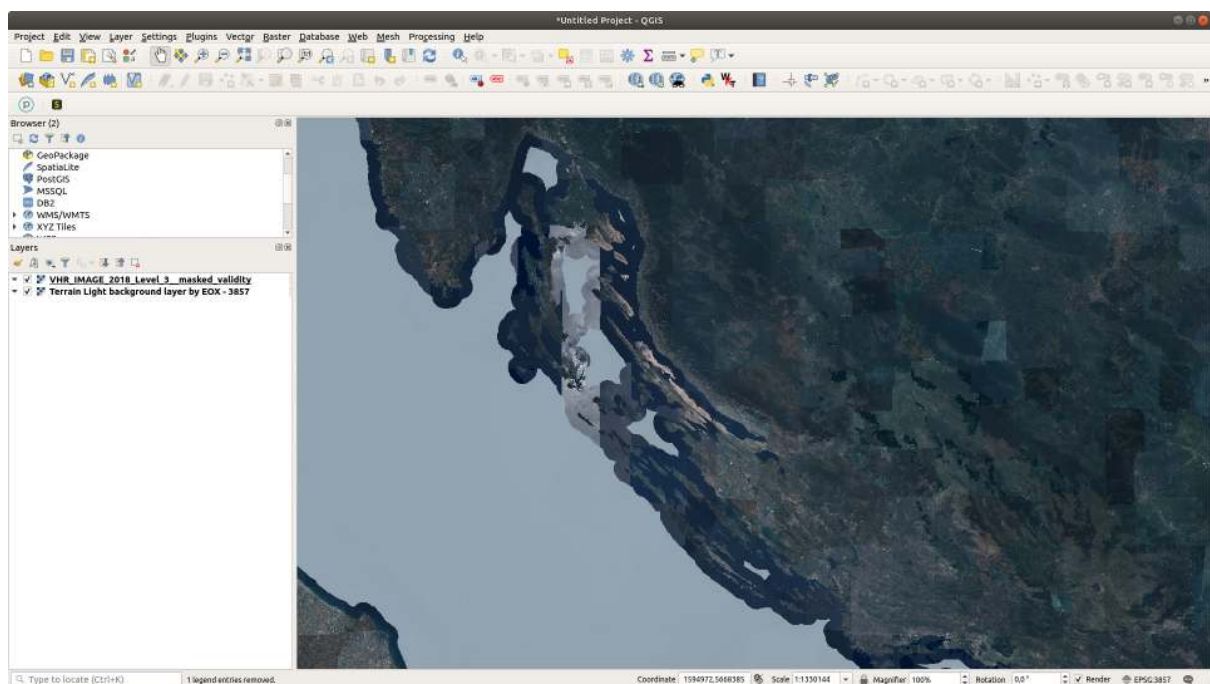 *Untitled Project - QGIS
Project Edit View Layer Settings Plugins Vector Raster Database Web Mesh Processing Help
Browser (2)
GeoPackage
SpatiaLite
PostGIS
MSSQL
DB2
WMS/WMTS
XYZ Tiles
Layers
VHR_IMAGE_2018_Level_3__masked_validity
Terrain Light background layer by EOX - 3857
Type to locate (Ctrl+K) 1 legend entries removed. Coordinate 1594972,5668385 Scale 1:1350144 Magnifier 100% Rotation 0,0° Render EPSG:3857